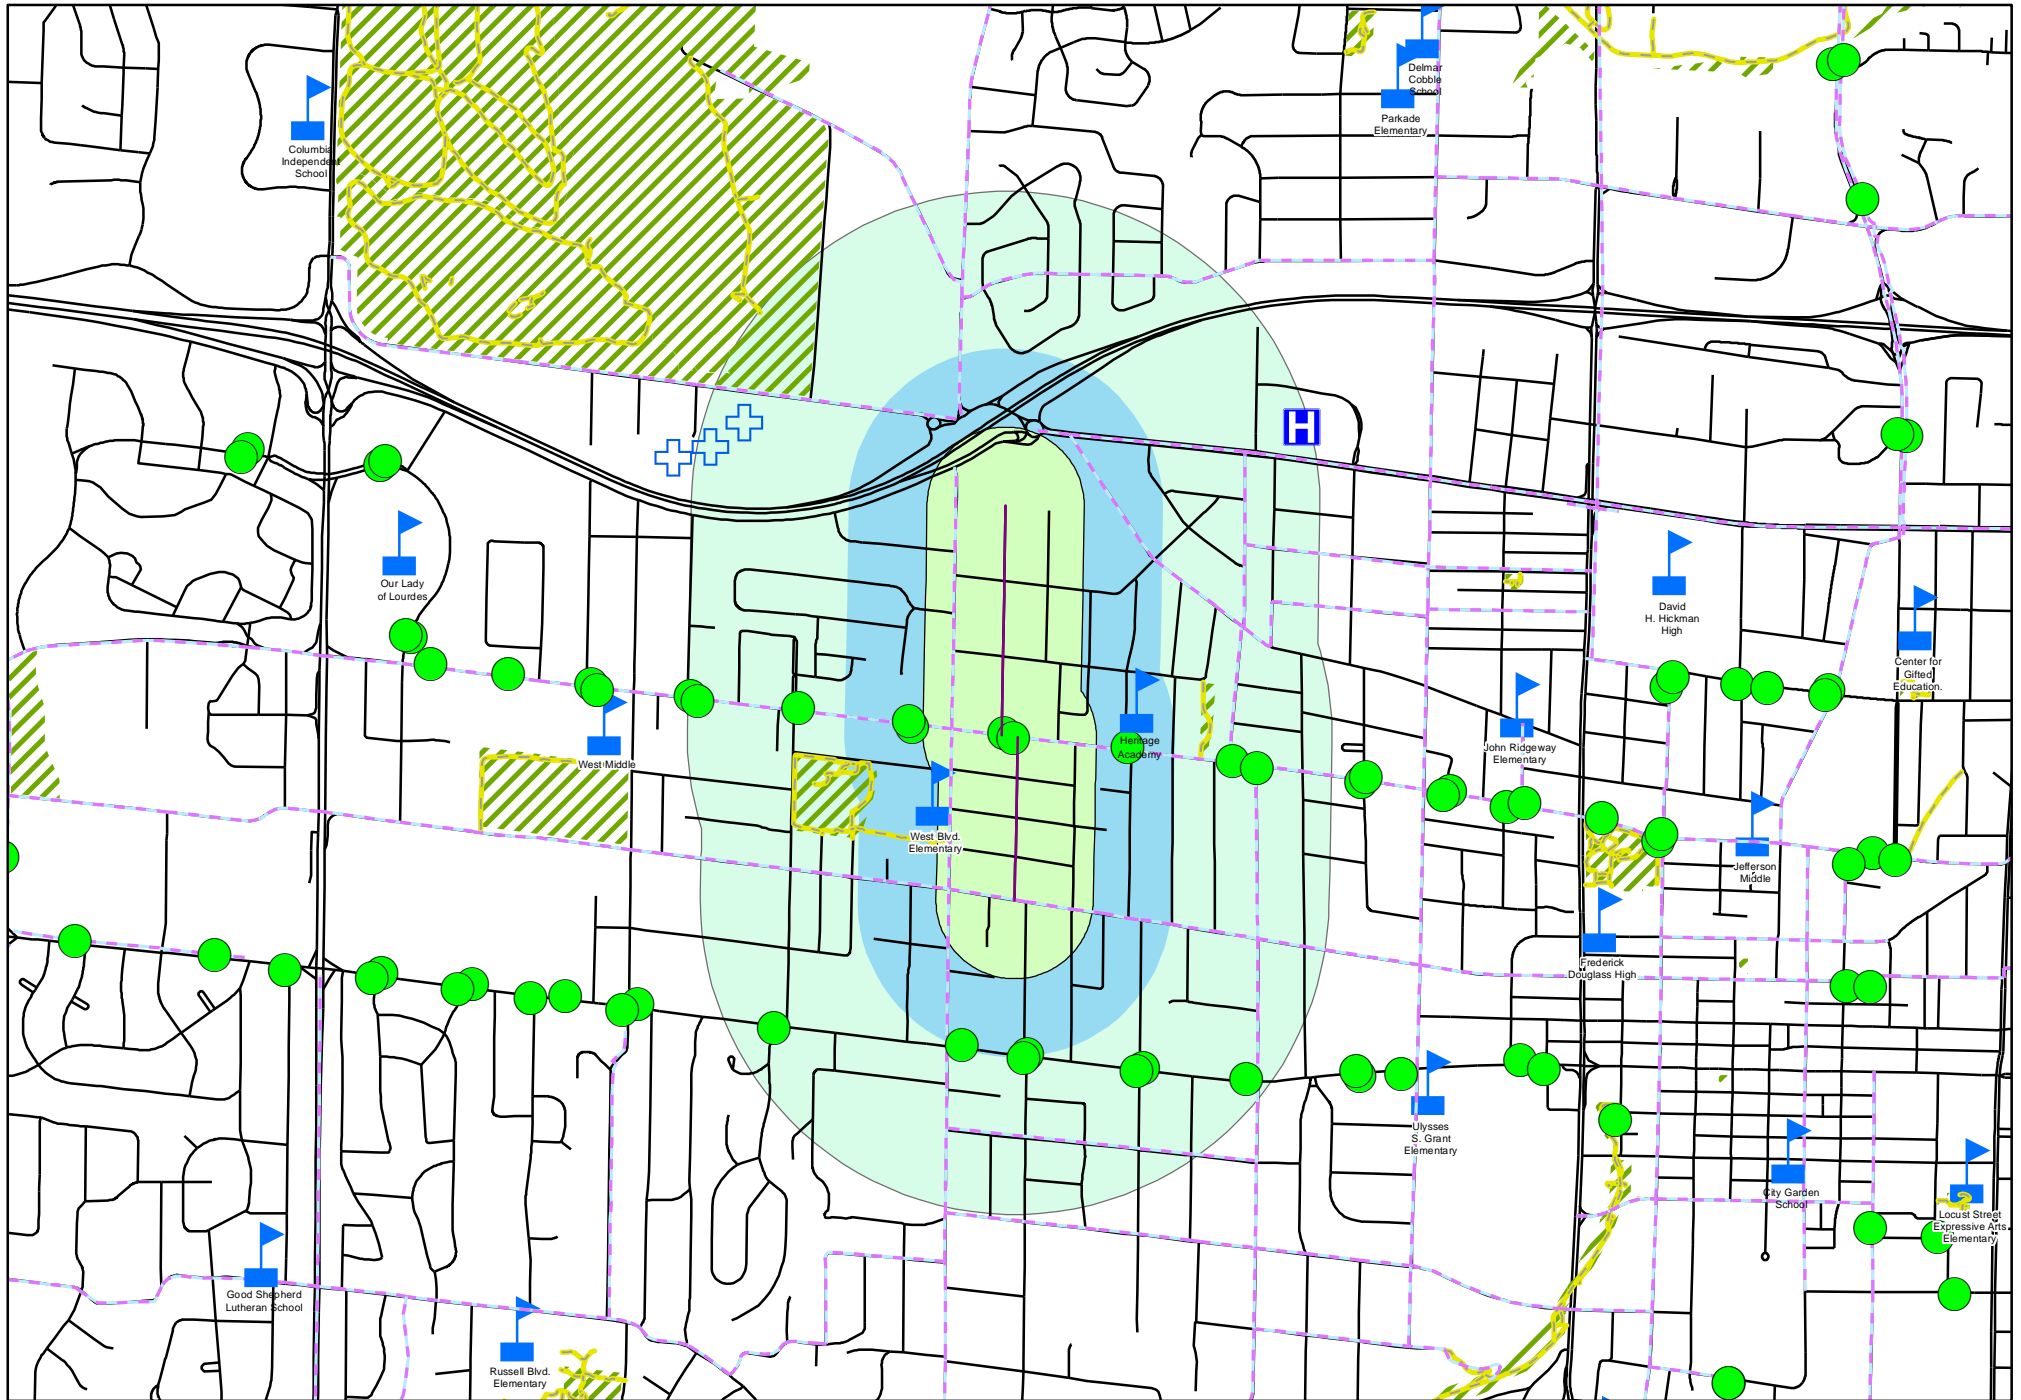 Delmar
Cobble
School
Parkade
Elementary
Columbia
Independent
School
H
Our Lady
of Lourdes
David
H. Hickman
High
Center for
Gifted
Education.
Heritage
Academy
John Ridgeway
Elementary
West Middle
West Blvd.
Elementary
Jefferson
Middle
Frederick
Douglass High
Ulysses
S. Grant
Elementary
City Garden
School
Locust Street
Expressive Arts
Elementary
Good Shepherd
Lutheran School
Russell Blvd.
Elementary